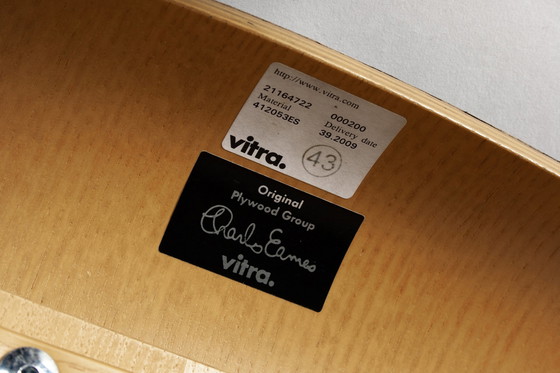 http://www.vitra.com
21164722 000200
Material Delivery date
412053ES 39.2009
vitra.
43
Original
Plywood Group
Charles Eames
vitra.